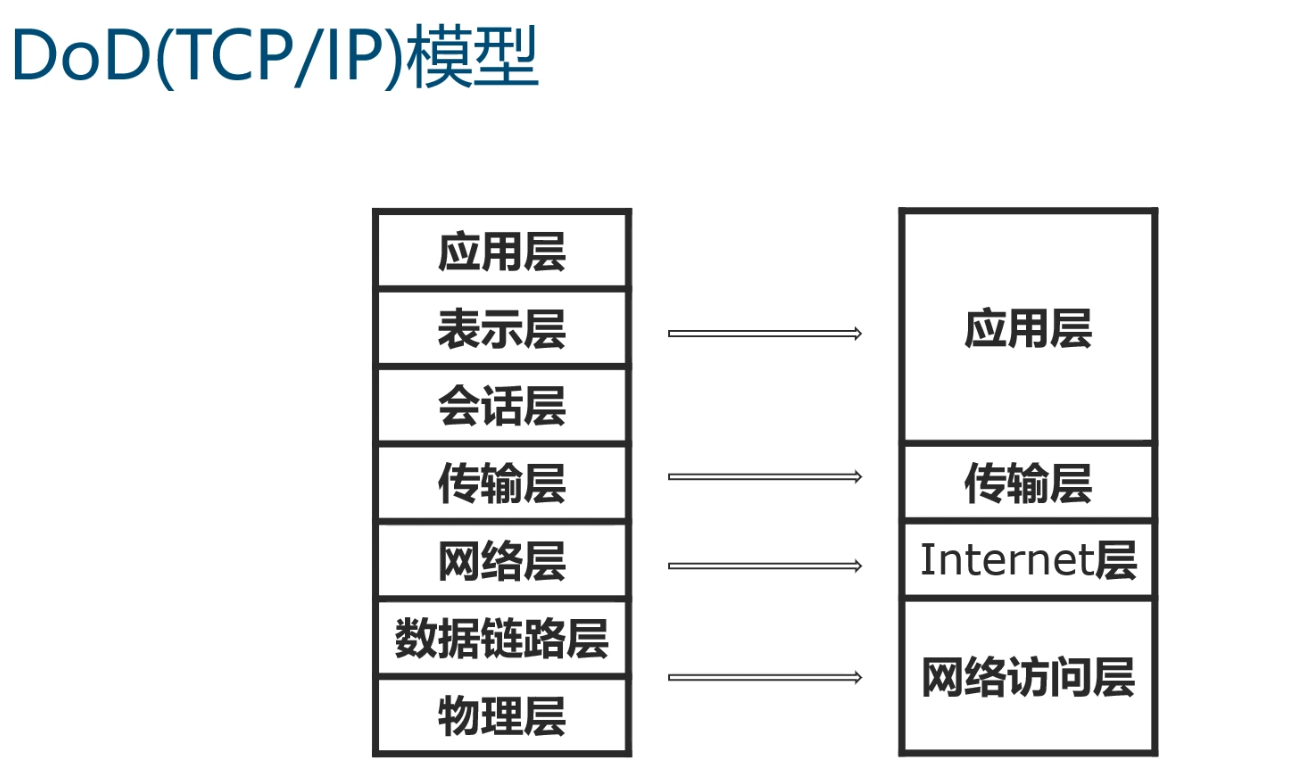 DoD(TCP/IP)模型
应用层
表示层
会话层
传输层
网络层
数据链路层
物理层
应用层
传输层
Internet层
网络访问层